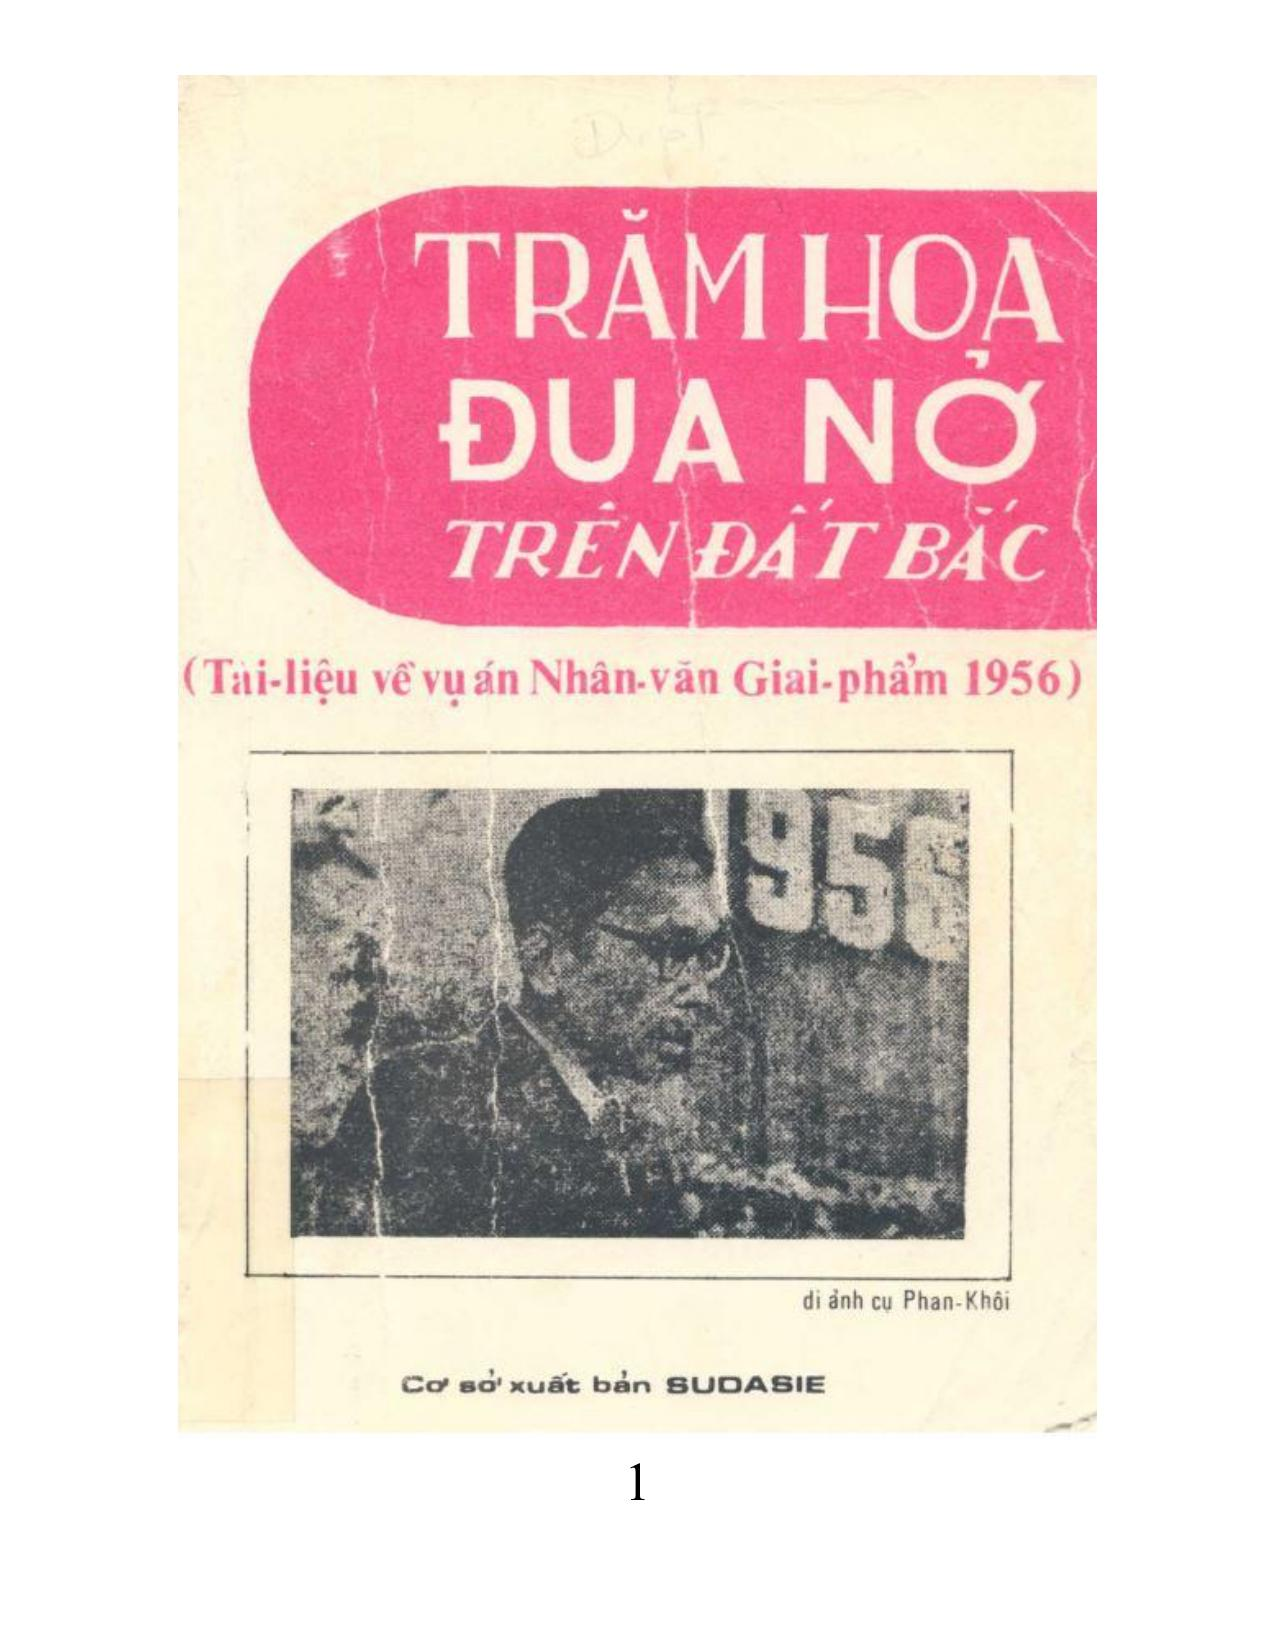 TRĂM HOA
ĐUA NỞ
TRÊN ĐẤT BẮC
(Tài-liệu về vụ án Nhân-văn Giai-phẩm 1956)
956
di ảnh cụ Phan-Khôi
Cơ sở xuất bản SUDASIE
1